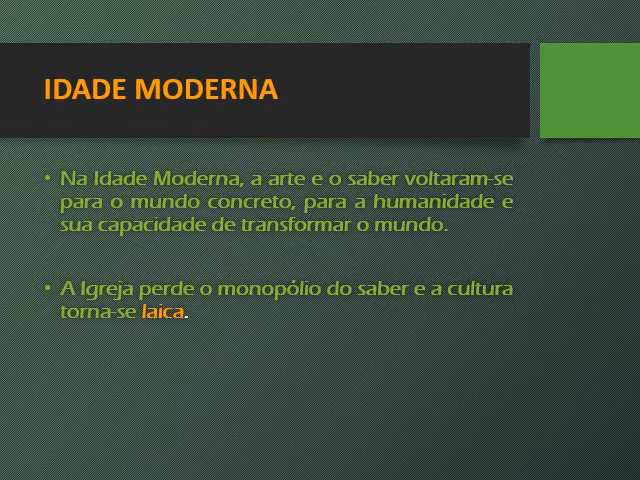 IDADE MODERNA
• Na Idade Moderna, a arte e o saber voltaram-se
para o mundo concreto, para a humanidade e
sua capacidade de transformar o mundo.
• A Igreja perde o monopólio do saber e a cultura
torna-se laica.